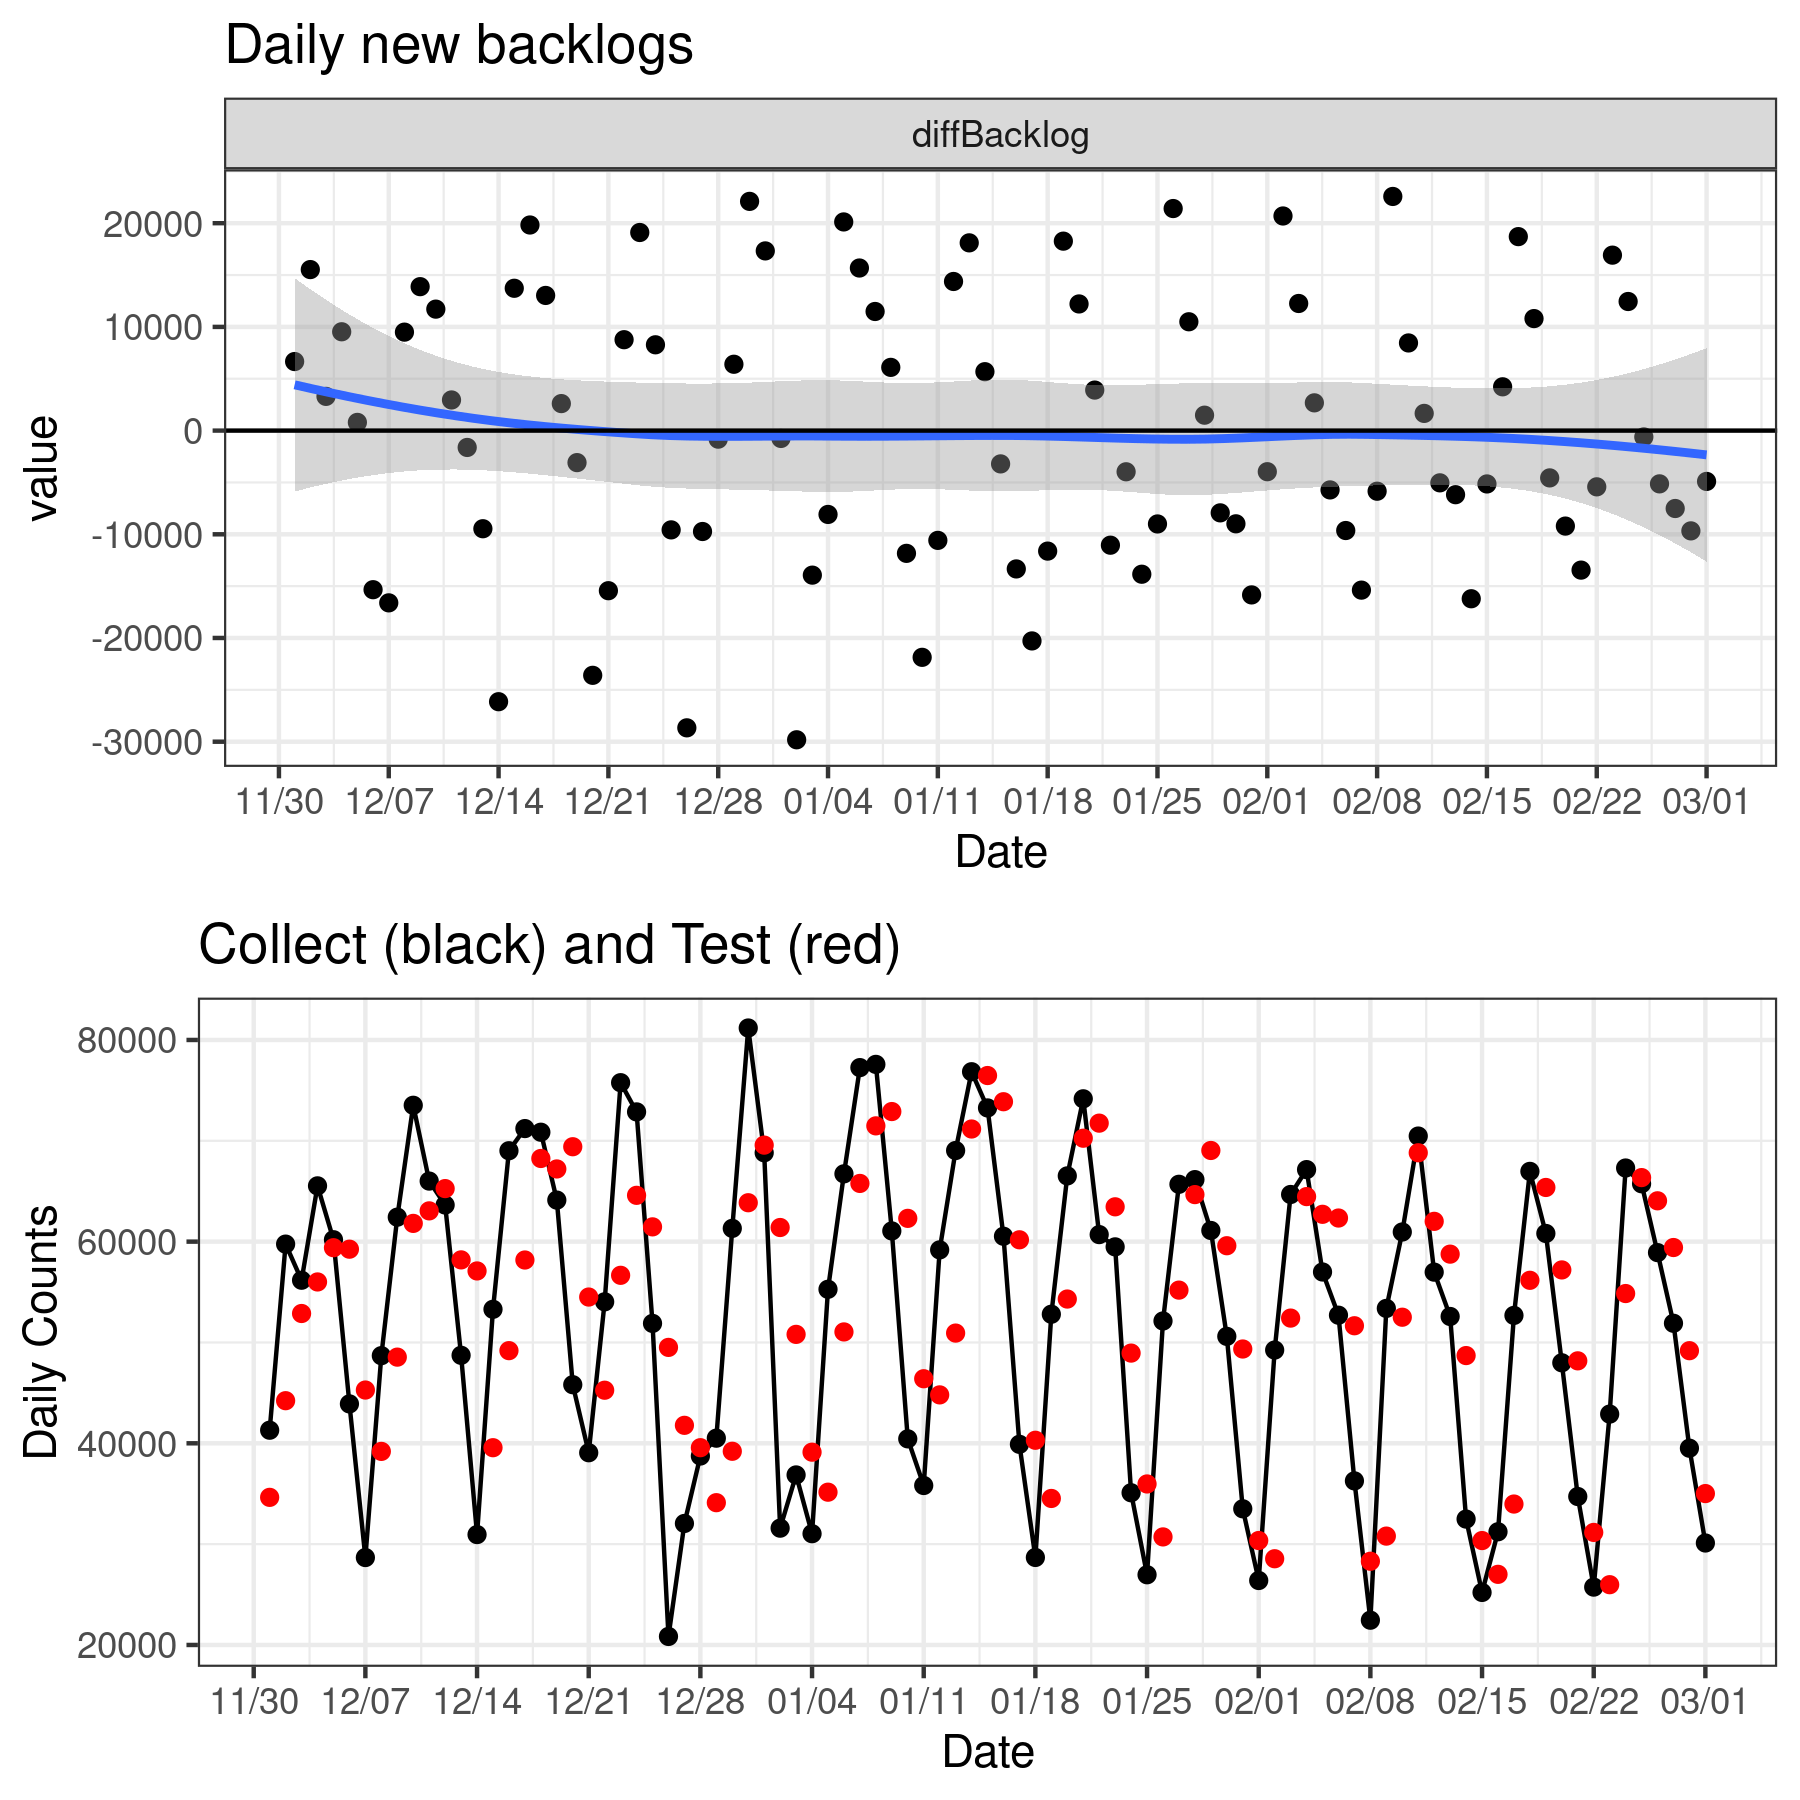 Daily new backlogs
diffBacklog
value
20000
10000
0
-10000
-20000
-30000
11/30 12/07 12/14 12/21 12/28 01/04 01/11 01/18 01/25 02/01 02/08 02/15 02/22 03/01
Date
Collect (black) and Test (red)
Daily Counts
80000
60000
40000
20000
11/30 12/07 12/14 12/21 12/28 01/04 01/11 01/18 01/25 02/01 02/08 02/15 02/22 03/01
Date